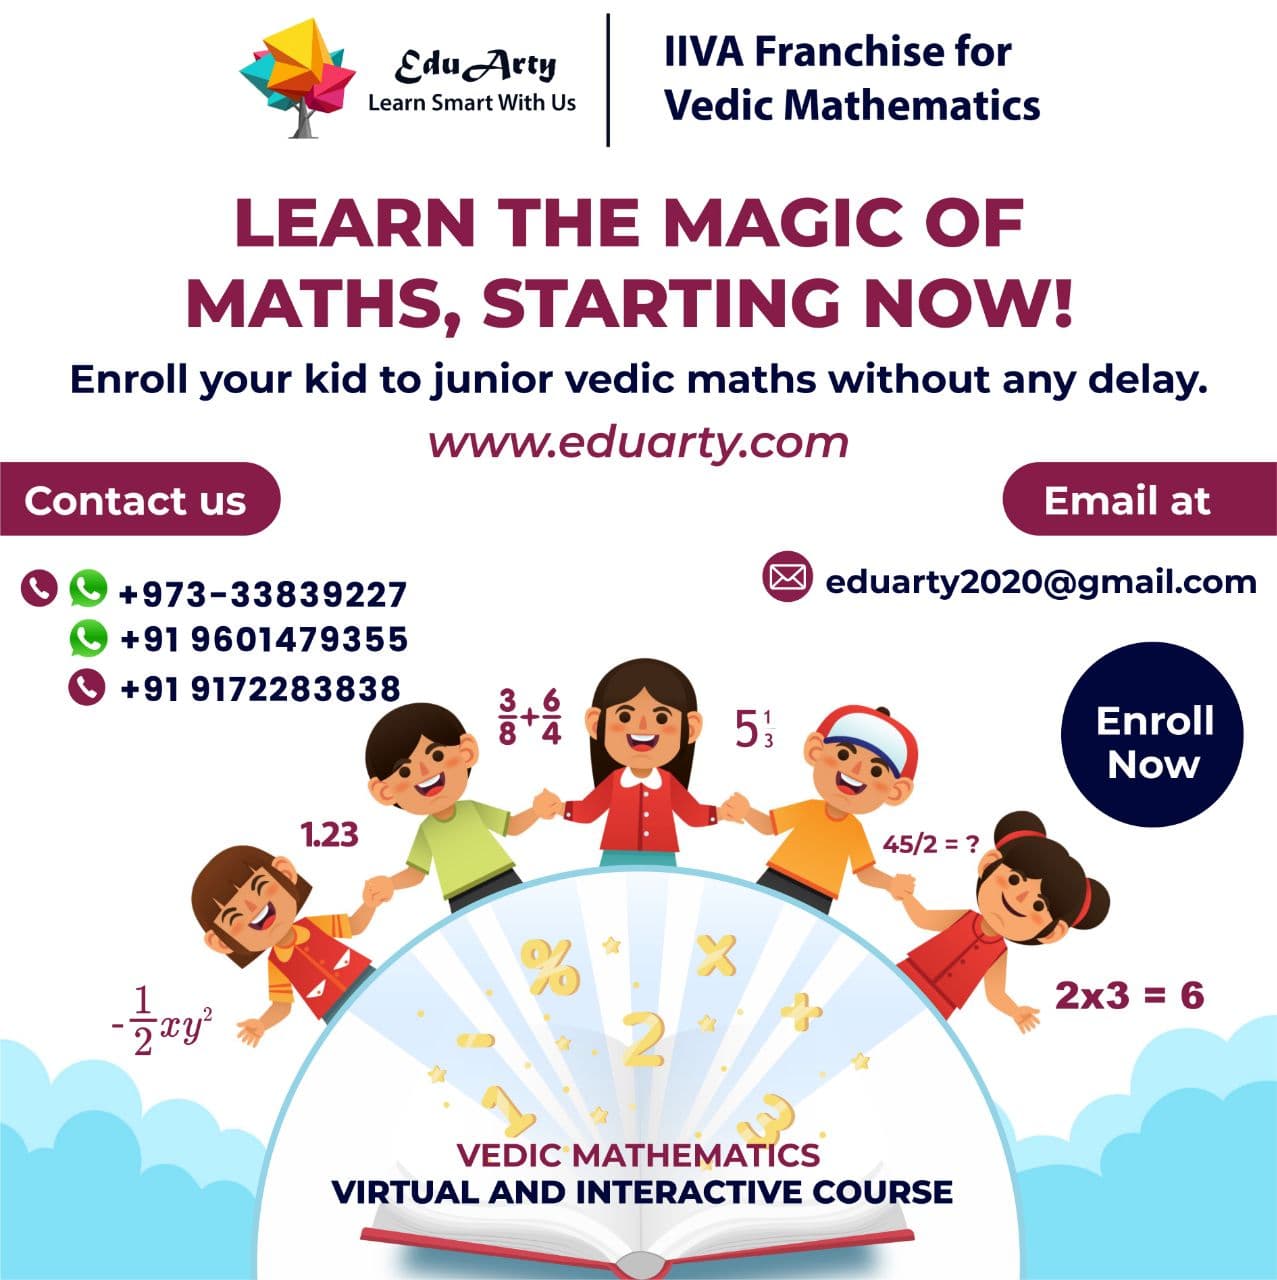 EduArty
Learn Smart With Us
IIVA Franchise for
Vedic Mathematics
LEARN THE MAGIC OF
MATHS, STARTING NOW!
Enroll your kid to junior vedic maths without any delay.
www.eduarty.com
Contact us
Email at
+973-33839227
+91 9601479355
+91 9172283838
eduarty2020@gmail.com
Enroll
Now
3/8+6/4
5 1/3
1.23
45/2 = ?
2x3 = 6
-1/2xy²
%
x
-
2
+
1
3
VEDIC MATHEMATICS
VIRTUAL AND INTERACTIVE COURSE